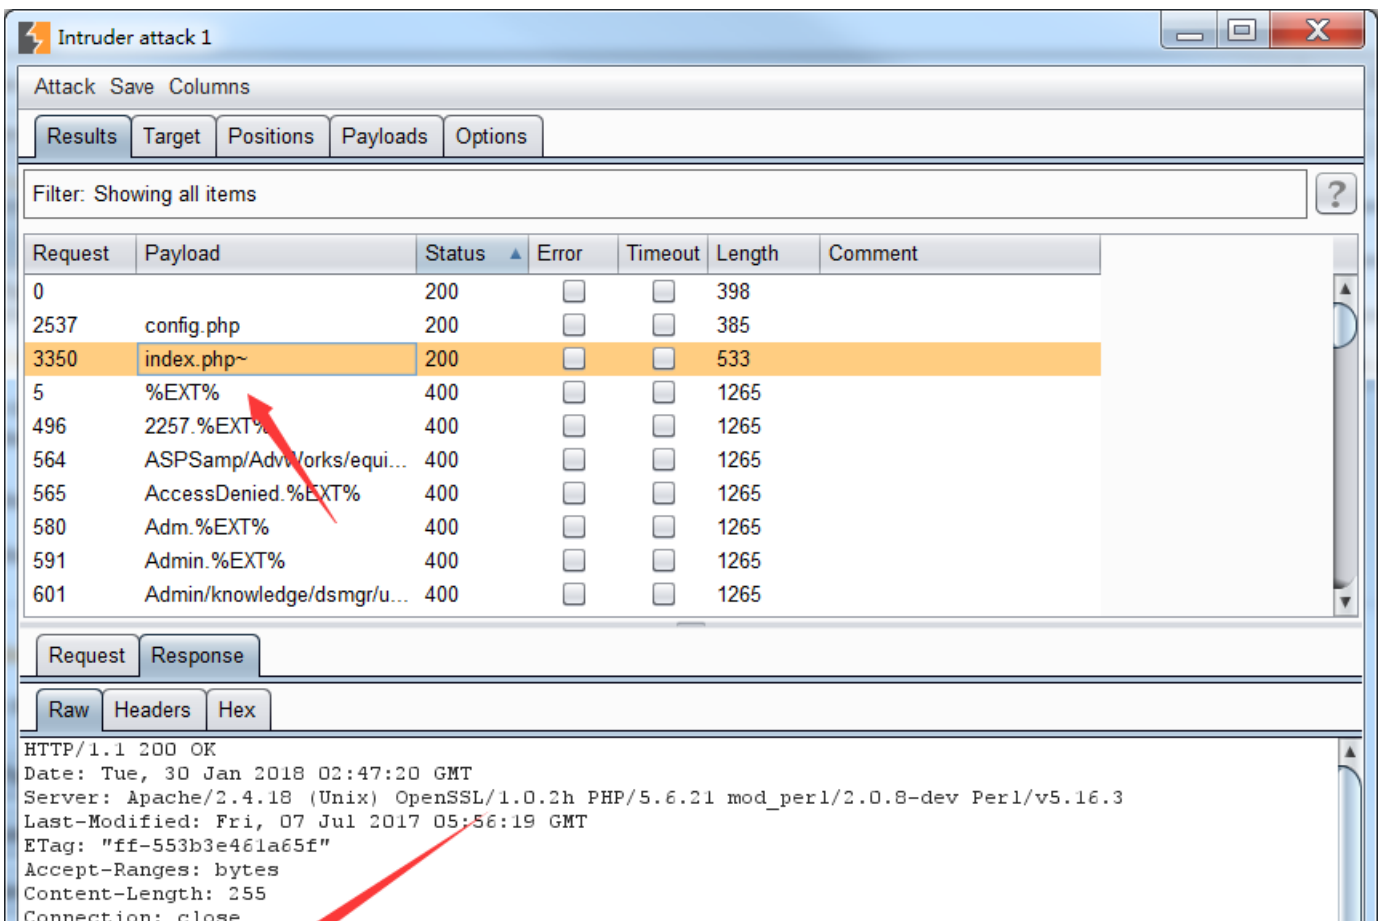 Intruder attack 1
Attack Save Columns
Results Target Positions Payloads Options
Filter: Showing all items ?
Request Payload Status Error Timeout Length Comment
0 200 398
2537 config.php 200 385
3350 index.php~ 200 533
5 %EXT% 400 1265
496 2257.%EXT% 400 1265
564 ASPSamp/AdvWorks/equi... 400 1265
565 AccessDenied.%EXT% 400 1265
580 Adm.%EXT% 400 1265
591 Admin.%EXT% 400 1265
601 Admin/knowledge/dsmgr/u... 400 1265
Request Response
Raw Headers Hex
HTTP/1.1 200 OK
Date: Tue, 30 Jan 2018 02:47:20 GMT
Server: Apache/2.4.18 (Unix) OpenSSL/1.0.2h PHP/5.6.21 mod_perl/2.0.8-dev Perl/v5.16.3
Last-Modified: Fri, 07 Jul 2017 05:56:19 GMT
ETag: "ff-553b3e461a65f"
Accept-Ranges: bytes
Content-Length: 255
Connection: close